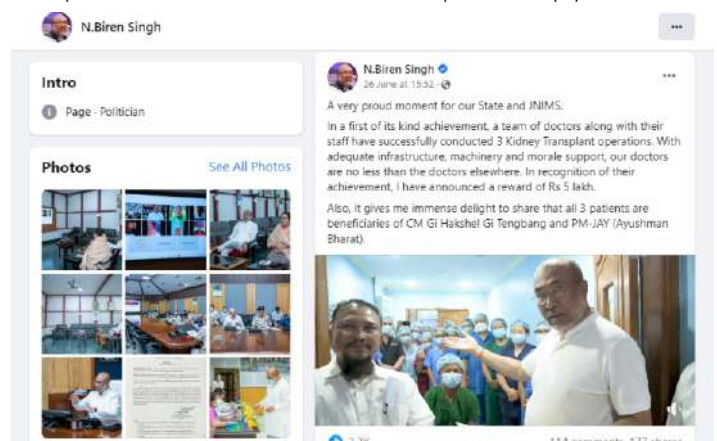 N.Biren Singh
Intro
Page · Politician
Photos
See All Photos
N.Biren Singh
26 June at 15:52
A very proud moment for our State and JNIMS.
In a first of its kind achievement, a team of doctors along with their
staff have successfully conducted 3 Kidney Transplant operations. With
adequate infrastructure, machinery and morale support, our doctors
are no less than the doctors elsewhere. In recognition of their
achievement, I have announced a reward of Rs 5 lakh.
Also, it gives me immense delight to share that all 3 patients are
beneficiaries of CM Gi Hakshel Gi Tengbang and PM-JAY (Ayushman
Bharat).